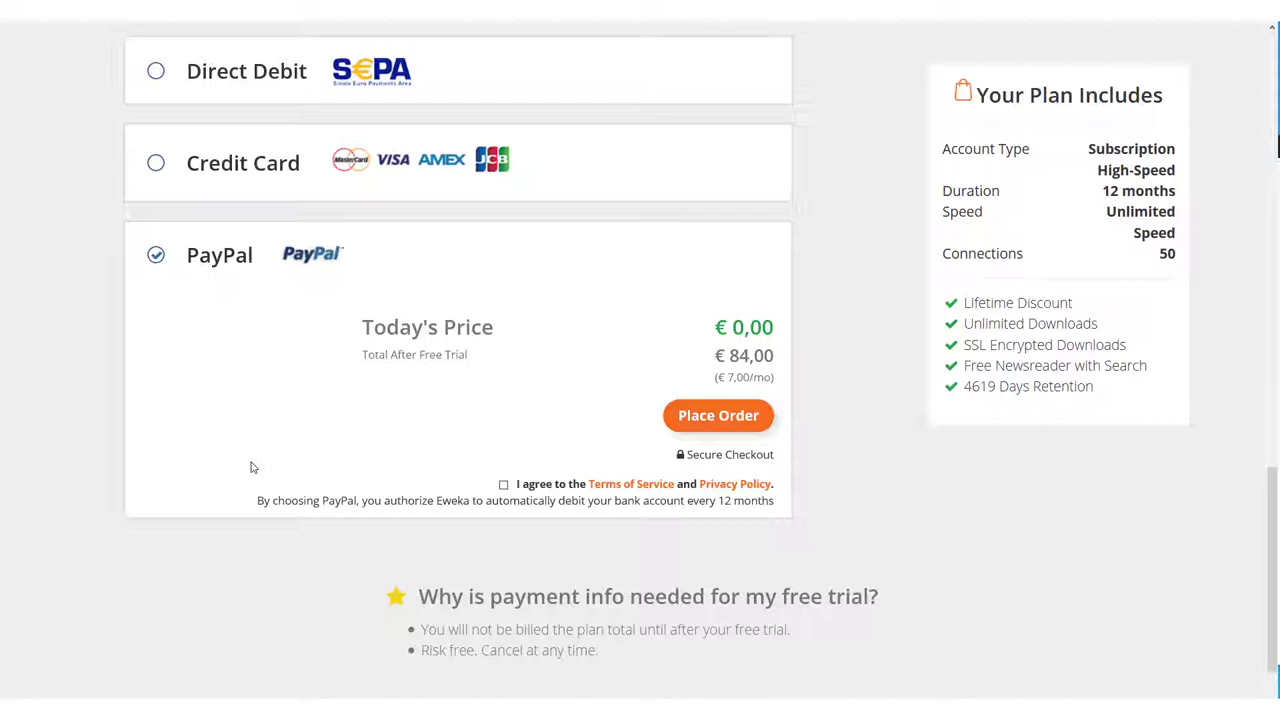 Direct Debit
S€PA
Single Euro Payments Area
Credit Card
MasterCard
VISA
AMEX
JCB
PayPal
PayPal
Today's Price
€ 0,00
Total After Free Trial
€ 84,00
(€ 7,00/mo)
Place Order
Secure Checkout
I agree to the Terms of Service and Privacy Policy.
By choosing PayPal, you authorize Eweka to automatically debit your bank account every 12 months
Your Plan Includes
Account Type
Subscription
High-Speed
Duration
12 months
Speed
Unlimited
Speed
Connections
50
Lifetime Discount
Unlimited Downloads
SSL Encrypted Downloads
Free Newsreader with Search
4619 Days Retention
Why is payment info needed for my free trial?
You will not be billed the plan total until after your free trial.
Risk free. Cancel at any time.